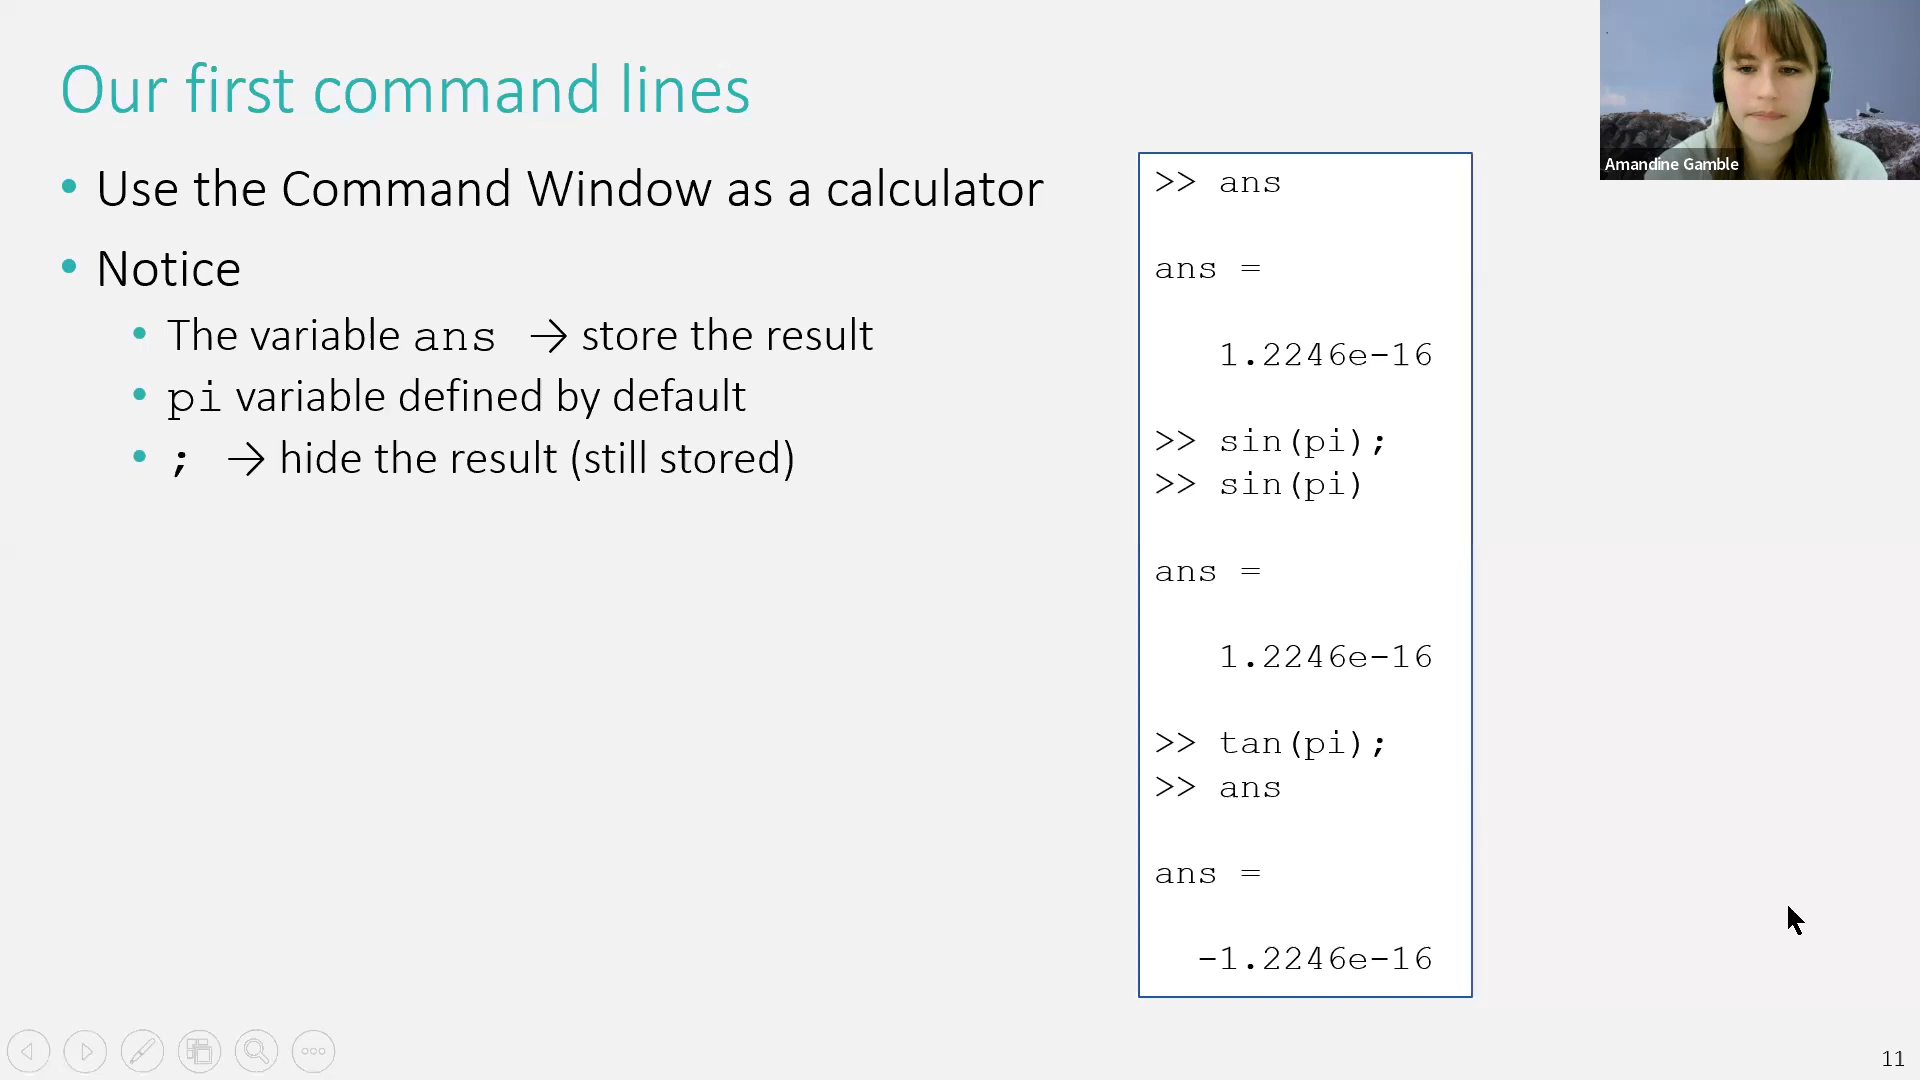 Our first command lines
• Use the Command Window as a calculator
• Notice
• The variable ans → store the result
• pi variable defined by default
• ; → hide the result (still stored)
>> ans
ans =
1.2246e-16
>> sin(pi);
>> sin(pi)
ans =
1.2246e-16
>> tan(pi);
>> ans
ans =
-1.2246e-16
Amandine Gamble
11